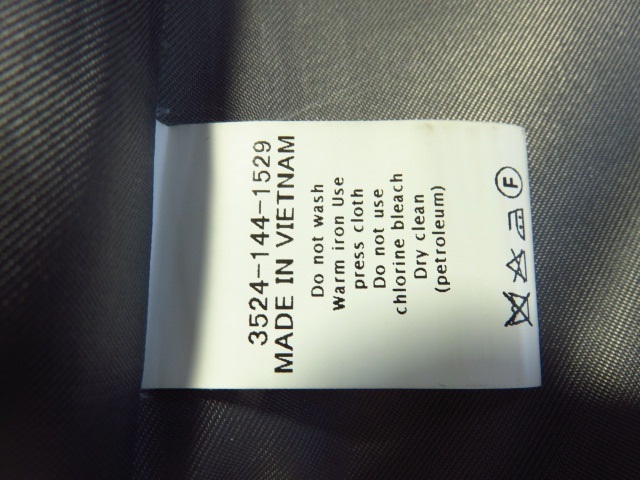 3524-144-1529
MADE IN VIETNAM
Do not wash
Warm iron Use
press cloth
Do not use
chlorine bleach
Dry clean
(petroleum)
F